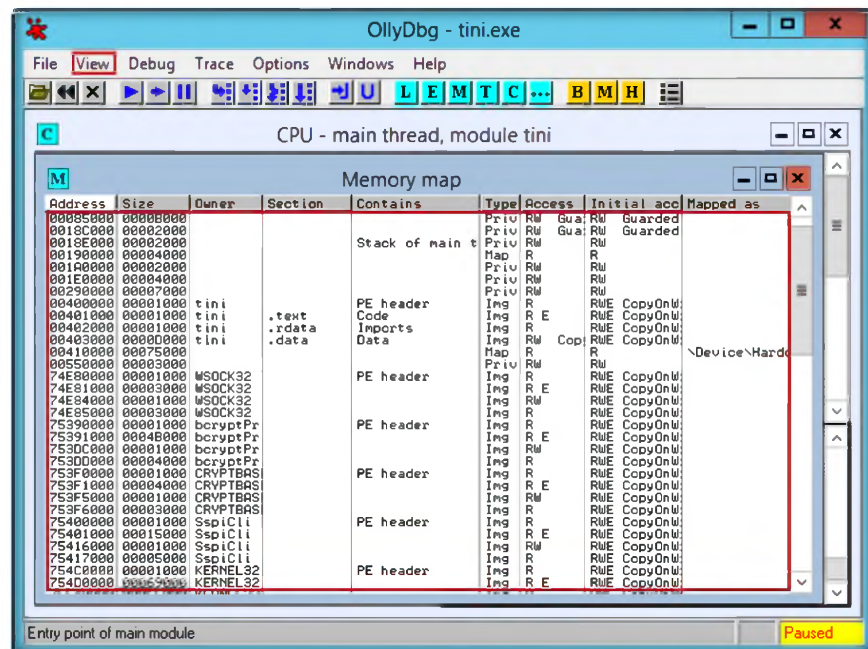 OllyDbg - tini.exe
File View Debug Trace Options Windows Help
L E M T C ... B M H
C CPU - main thread, module tini
M Memory map
Address Size Owner Section Contains Type Access Initial acc Mapped as
00085000 0000B000 Priv RW Gua: RW Guarded
0018C000 00002000 Priv RW Gua: RW Guarded
0018E000 00002000 Stack of main t Priv RW RW
00190000 00004000 Map R R
001A0000 00002000 Priv RW RW
001E0000 00004000 Priv RW RW
00290000 00007000 Priv RW RW
00400000 00001000 tini PE header Img R RWE CopyOnW:
00401000 00001000 tini .text Code Img R E RWE CopyOnW:
00402000 00001000 tini .rdata Imports Img R RWE CopyOnW:
00403000 0000D000 tini .data Data Img RW Cop: RWE CopyOnW:
00410000 00075000 Map R R \Device\Hardd
00550000 00003000 Priv RW RW
74E80000 00001000 WSOCK32 PE header Img R RWE CopyOnW:
74E81000 00003000 WSOCK32 Img R E RWE CopyOnW:
74E84000 00001000 WSOCK32 Img RW RWE CopyOnW:
74E85000 00003000 WSOCK32 Img R RWE CopyOnW:
75390000 00001000 bcryptPr PE header Img R RWE CopyOnW:
75391000 0004B000 bcryptPr Img R E RWE CopyOnW:
753DC000 00001000 bcryptPr Img RW RWE CopyOnW:
753DD000 00004000 bcryptPr Img R RWE CopyOnW:
753F0000 00001000 CRYPTBAS PE header Img R RWE CopyOnW:
753F1000 00004000 CRYPTBAS Img R E RWE CopyOnW:
753F5000 00001000 CRYPTBAS Img RW RWE CopyOnW:
753F6000 00003000 CRYPTBAS Img R RWE CopyOnW:
75400000 00001000 SspiCli PE header Img R RWE CopyOnW:
75401000 00015000 SspiCli Img R E RWE CopyOnW:
75416000 00001000 SspiCli Img RW RWE CopyOnW:
75417000 00005000 SspiCli Img R RWE CopyOnW:
754C0000 00001000 KERNEL32 PE header Img R RWE CopyOnW:
754D0000 KERNEL32 Img R E RWE CopyOnW:
Entry point of main module Paused